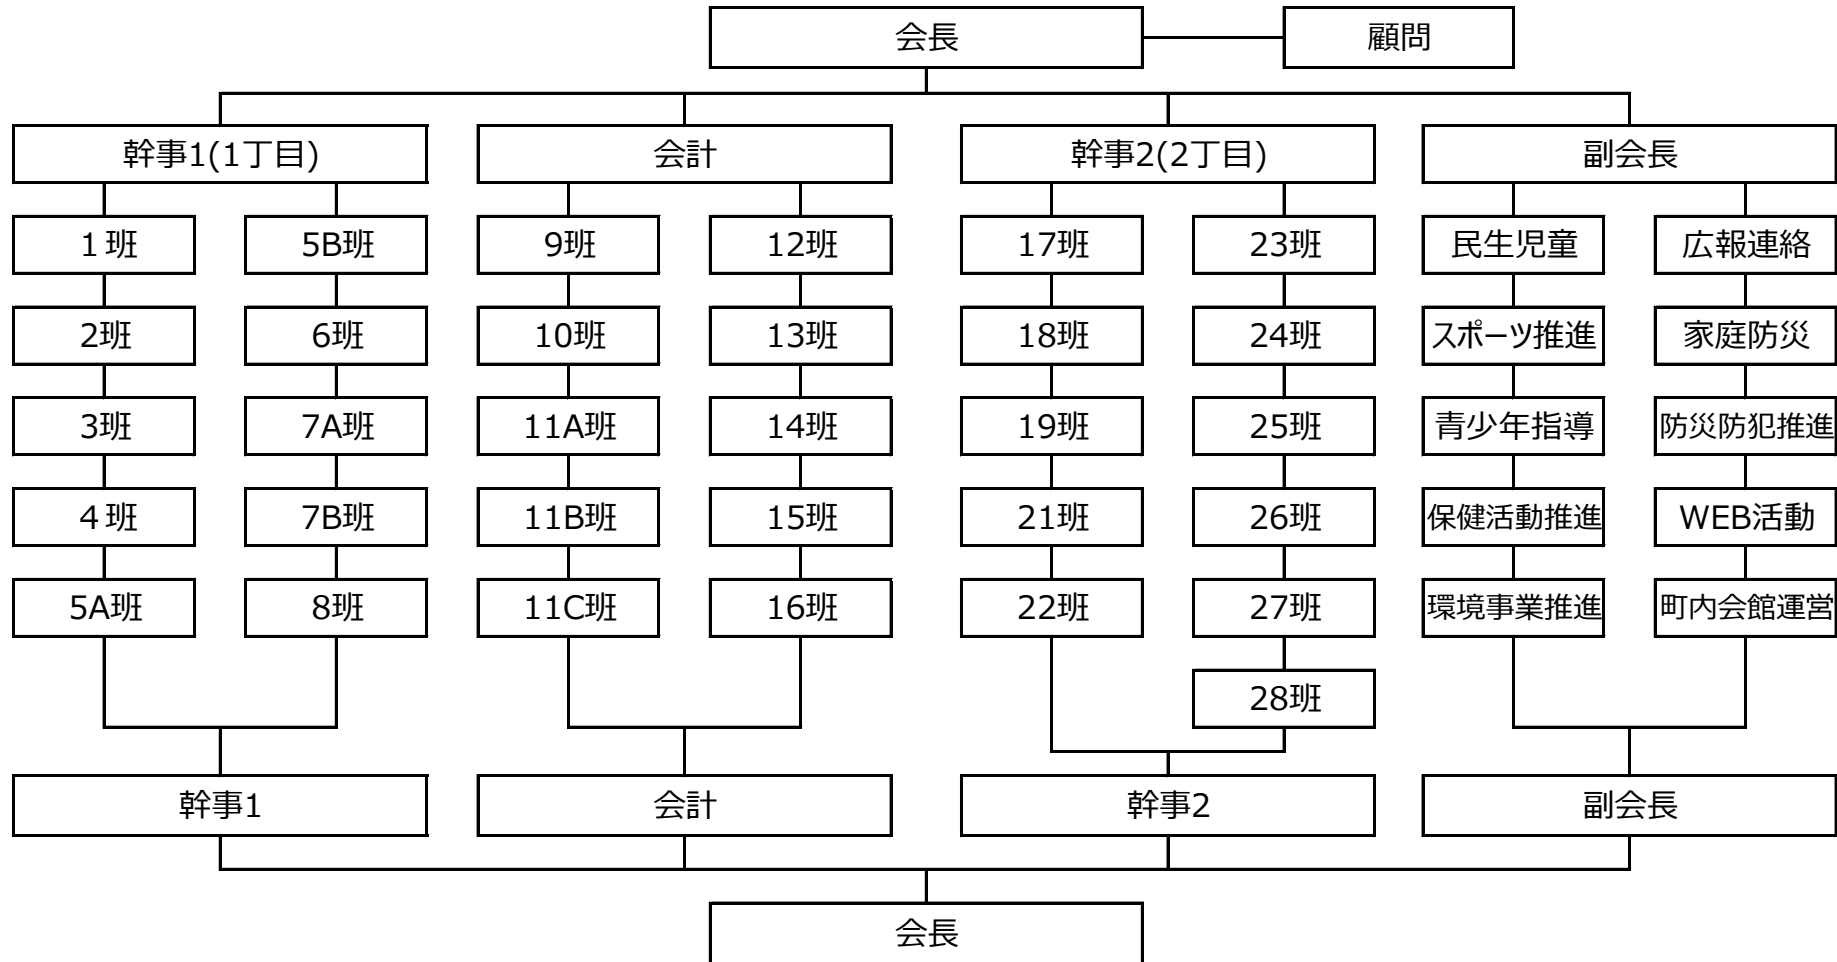 会長
顧問
幹事1(1丁目)
会計
幹事2(2丁目)
副会長
１班
5B班
9班
12班
17班
23班
民生児童
広報連絡
2班
6班
10班
13班
18班
24班
スポーツ推進
家庭防災
3班
7A班
11A班
14班
19班
25班
青少年指導
防災防犯推進
４班
7B班
11B班
15班
21班
26班
保健活動推進
WEB活動
5A班
8班
11C班
16班
22班
27班
環境事業推進
町内会館運営
28班
幹事1
会計
幹事2
副会長
会長